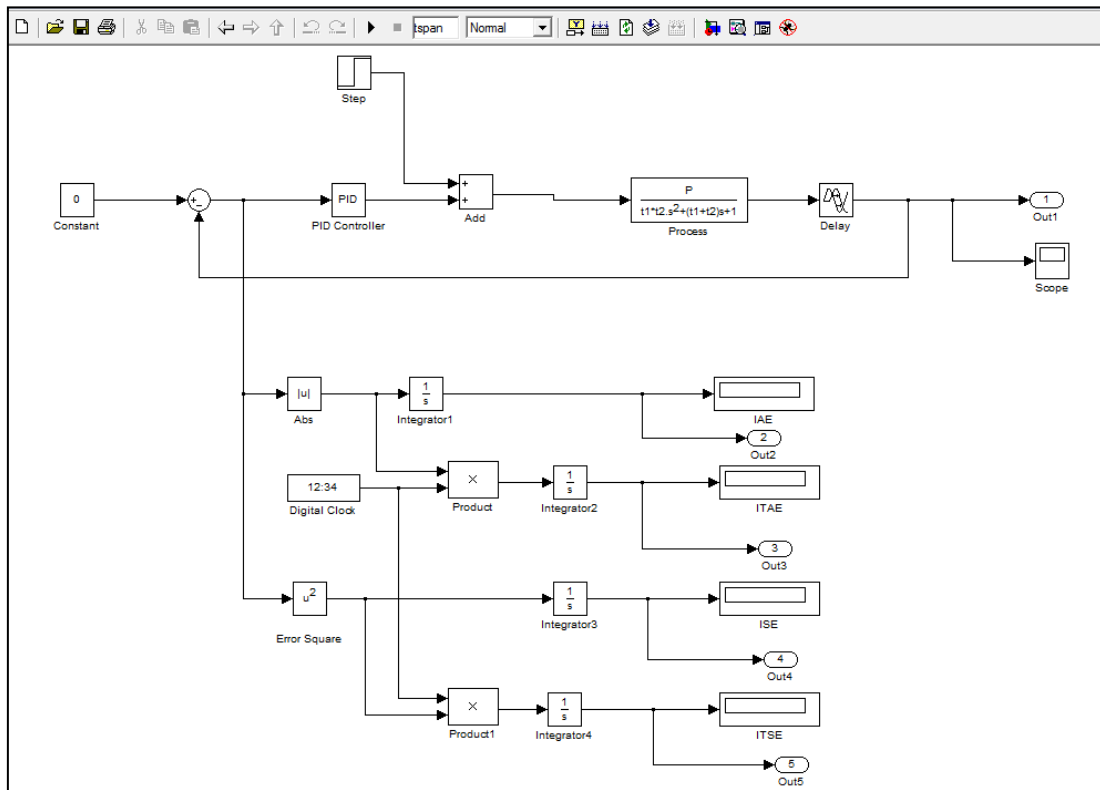 tspan Normal
Step
0
Constant
+
-
PID
PID Controller
+
+
Add
P
t1*t2.s²+(t1+t2)s+1
Process
Delay
1
Out1
Scope
|u|
Abs
1
s
Integrator1
IAE
2
Out2
12:34
Digital Clock
×
Product
1
s
Integrator2
ITAE
3
Out3
u²
Error Square
1
s
Integrator3
ISE
4
Out4
×
Product1
1
s
Integrator4
ITSE
5
Out5